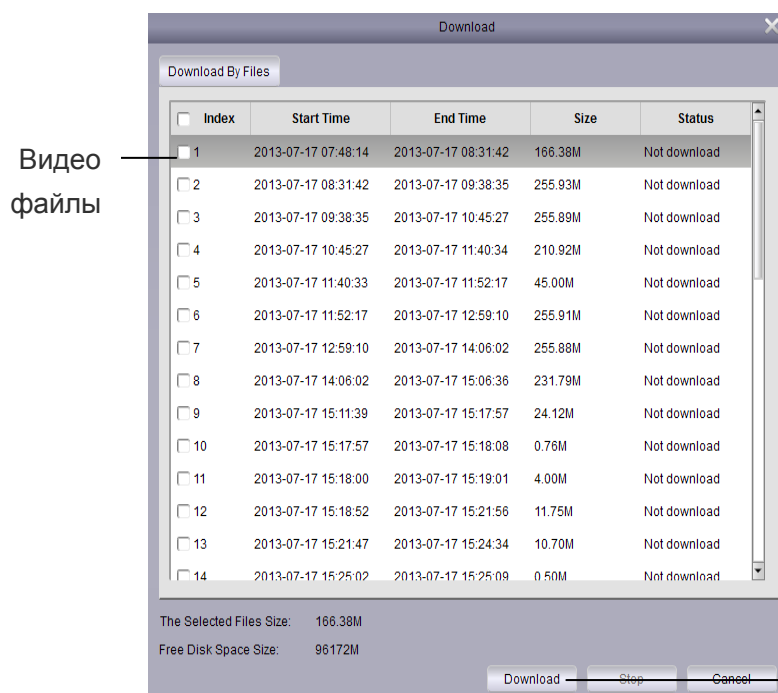 Download
Download By Files
Index Start Time End Time Size Status
1 2013-07-17 07:48:14 2013-07-17 08:31:42 166.38M Not download
Видео
файлы
2 2013-07-17 08:31:42 2013-07-17 09:38:35 255.93M Not download
3 2013-07-17 09:38:35 2013-07-17 10:45:27 255.89M Not download
4 2013-07-17 10:45:27 2013-07-17 11:40:34 210.92M Not download
5 2013-07-17 11:40:33 2013-07-17 11:52:17 45.00M Not download
6 2013-07-17 11:52:17 2013-07-17 12:59:10 255.91M Not download
7 2013-07-17 12:59:10 2013-07-17 14:06:02 255.88M Not download
8 2013-07-17 14:06:02 2013-07-17 15:06:36 231.79M Not download
9 2013-07-17 15:11:39 2013-07-17 15:17:57 24.12M Not download
10 2013-07-17 15:17:57 2013-07-17 15:18:08 0.76M Not download
11 2013-07-17 15:18:00 2013-07-17 15:19:01 4.00M Not download
12 2013-07-17 15:18:52 2013-07-17 15:21:56 11.75M Not download
13 2013-07-17 15:21:47 2013-07-17 15:24:34 10.70M Not download
14 2013-07-17 15:25:02 2013-07-17 15:25:09 0.50M Not download
The Selected Files Size: 166.38M
Free Disk Space Size: 96172M
Download Stop Cancel